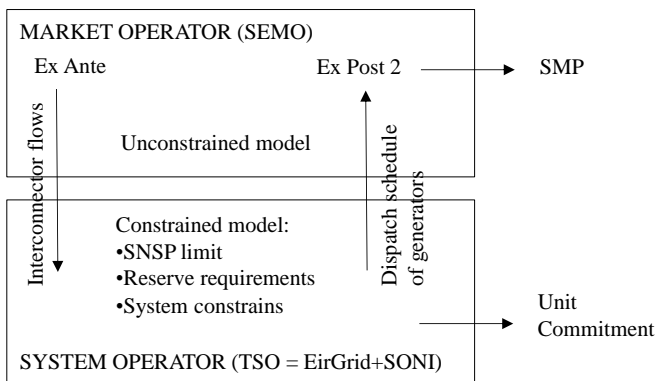 MARKET OPERATOR (SEMO)
Ex Ante
Ex Post 2
SMP
Unconstrained model
Interconnector flows
Dispatch schedule
of generators
Constrained model:
•SNSP limit
•Reserve requirements
•System constrains
Unit
Commitment
SYSTEM OPERATOR (TSO = EirGrid+SONI)